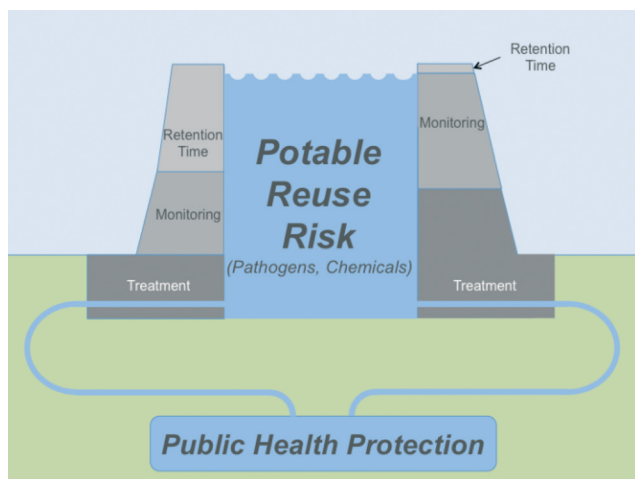 Retention
Time
Monitoring
Treatment
Potable
Reuse
Risk
(Pathogens, Chemicals)
Retention
Time
Monitoring
Treatment
Public Health Protection